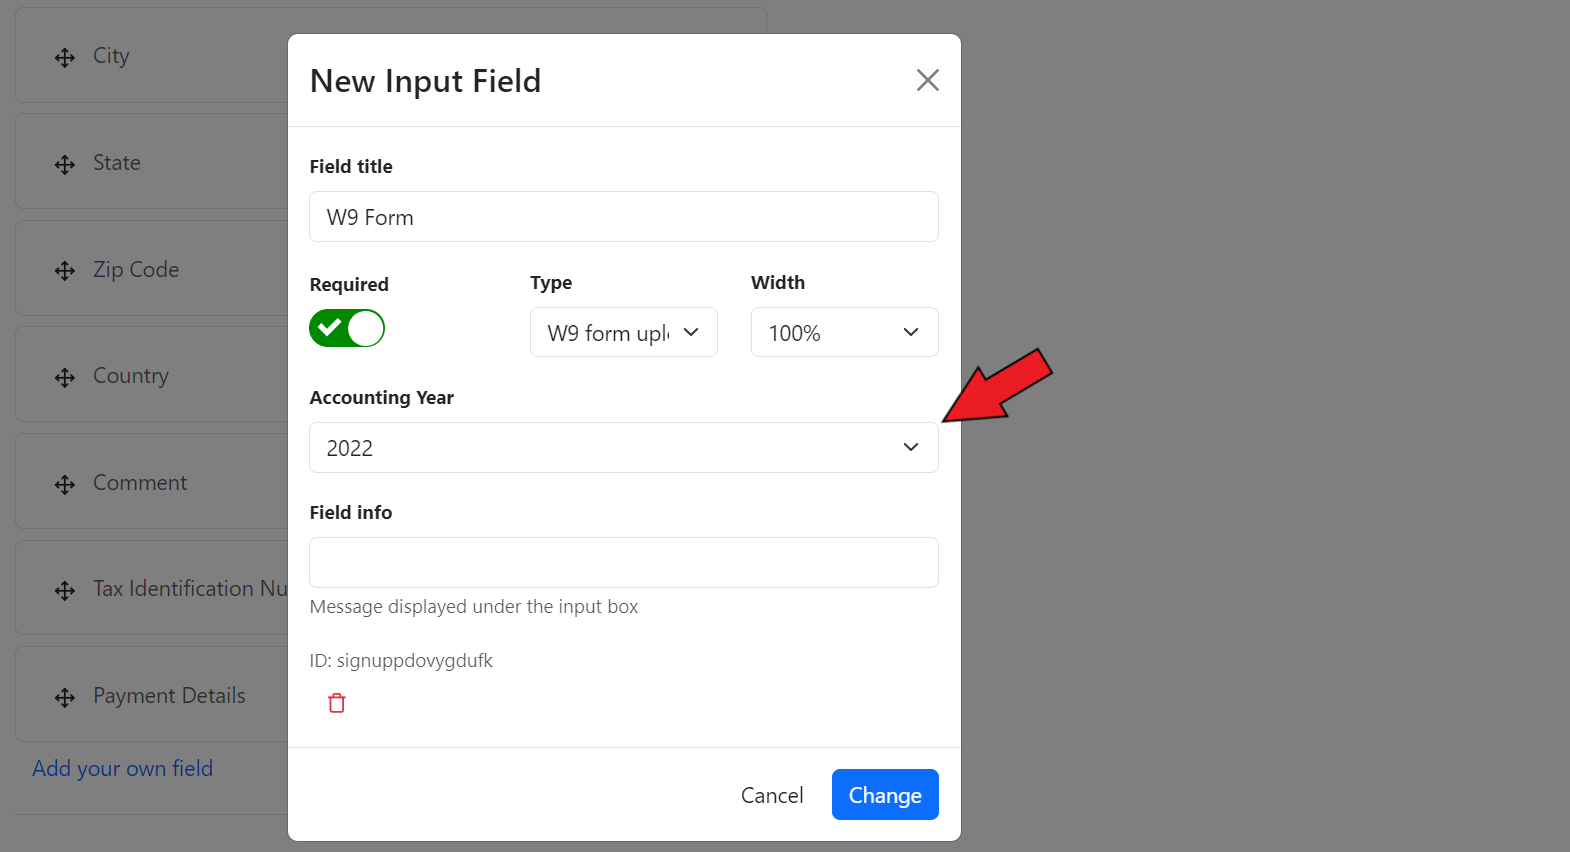 City
State
Zip Code
Country
Comment
Tax Identification Nu
Payment Details
Add your own field
New Input Field
Field title
W9 Form
Required
Type
Width
W9 form upl
100%
Accounting Year
2022
Field info
Message displayed under the input box
ID: signuppdovygdufk
Cancel
Change